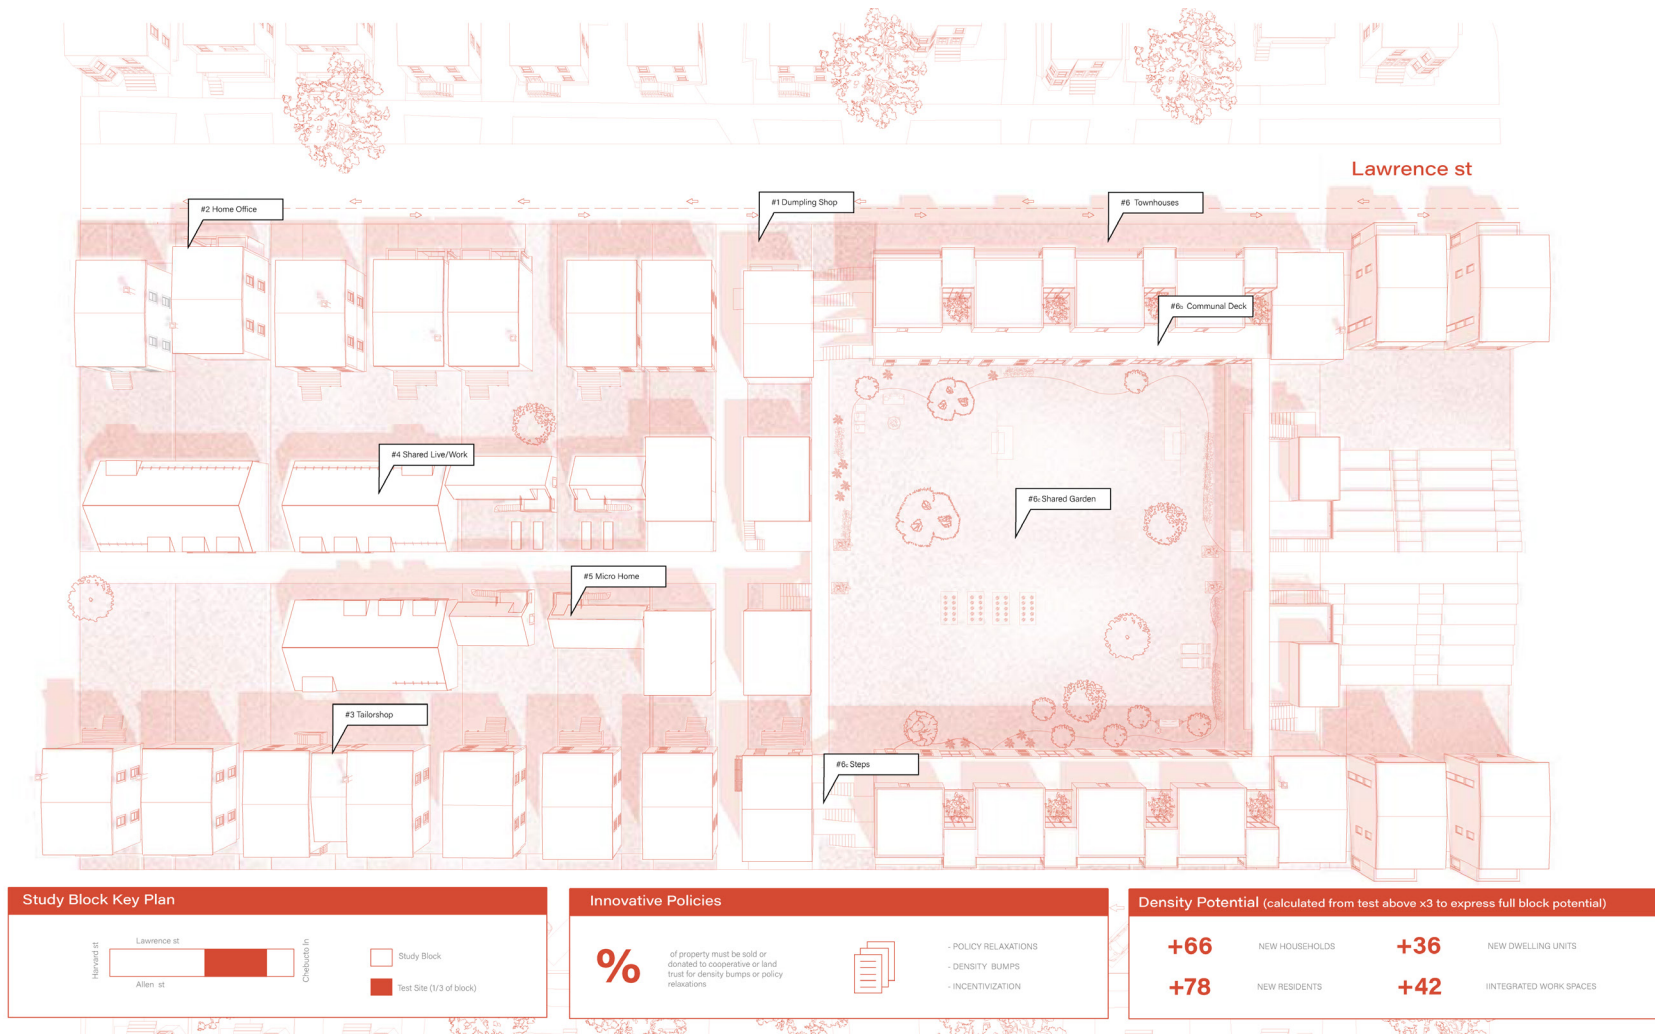 Lawrence st
#2 Home Office
#1 Dumpling Shop
#6 Townhouses
#6b Communal Deck
#4 Shared Live/Work
#6c Shared Garden
#5 Micro Home
#3 Tailorshop
#6c Steps
Study Block Key Plan
Harvard st
Lawrence st
Allen st
Chebucto ln
Study Block
Test Site (1/3 of block)
Innovative Policies
%
of property must be sold or
donated to cooperative or land
trust for density bumps or policy
relaxations
- POLICY RELAXATIONS
- DENSITY BUMPS
- INCENTIVIZATION
Density Potential (calculated from test above x3 to express full block potential)
+66 NEW HOUSEHOLDS
+36 NEW DWELLING UNITS
+78 NEW RESIDENTS
+42 IINTEGRATED WORK SPACES